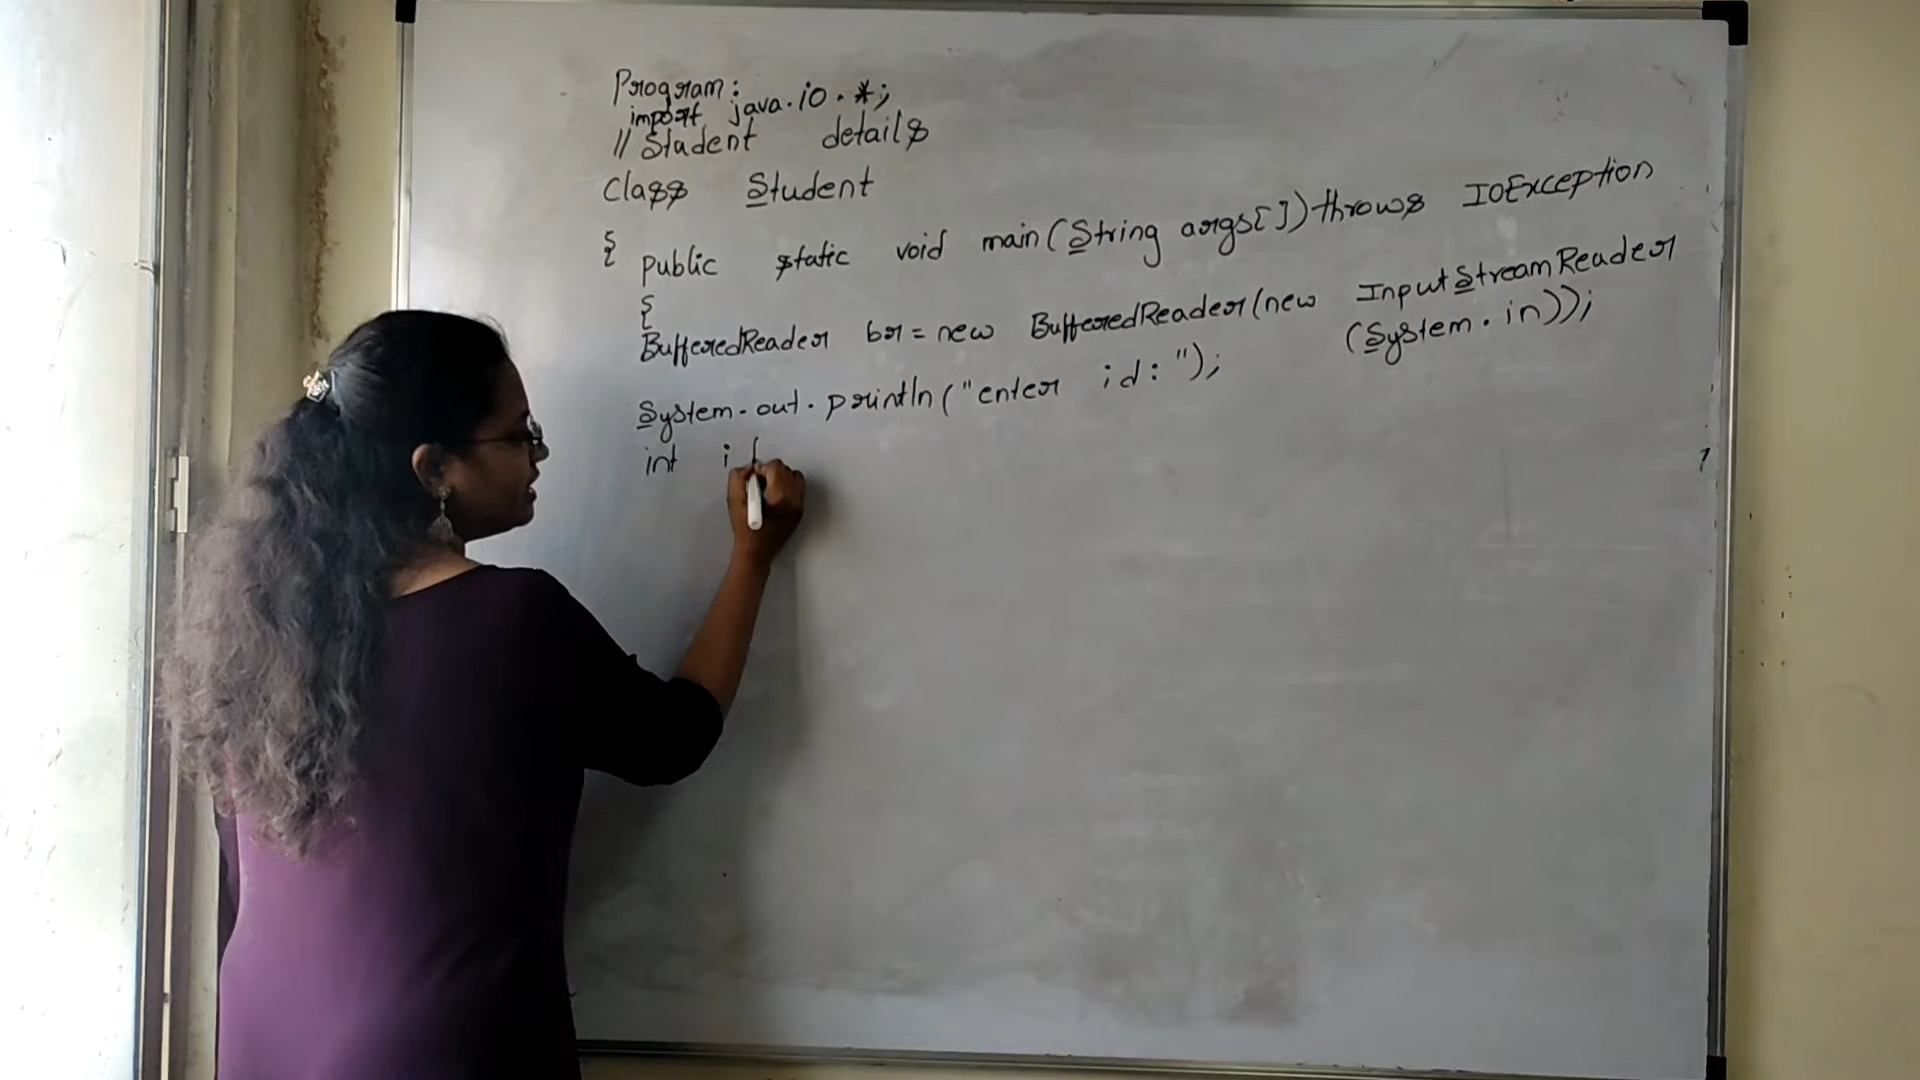 Program:
import java.io.*;
// Student details
Class Student
{ public static void main(String args[])throws IOException
{
BufferedReader br = new BufferedReader(new InputStreamReader
(System.in));
System.out.println("enter id:");
int i